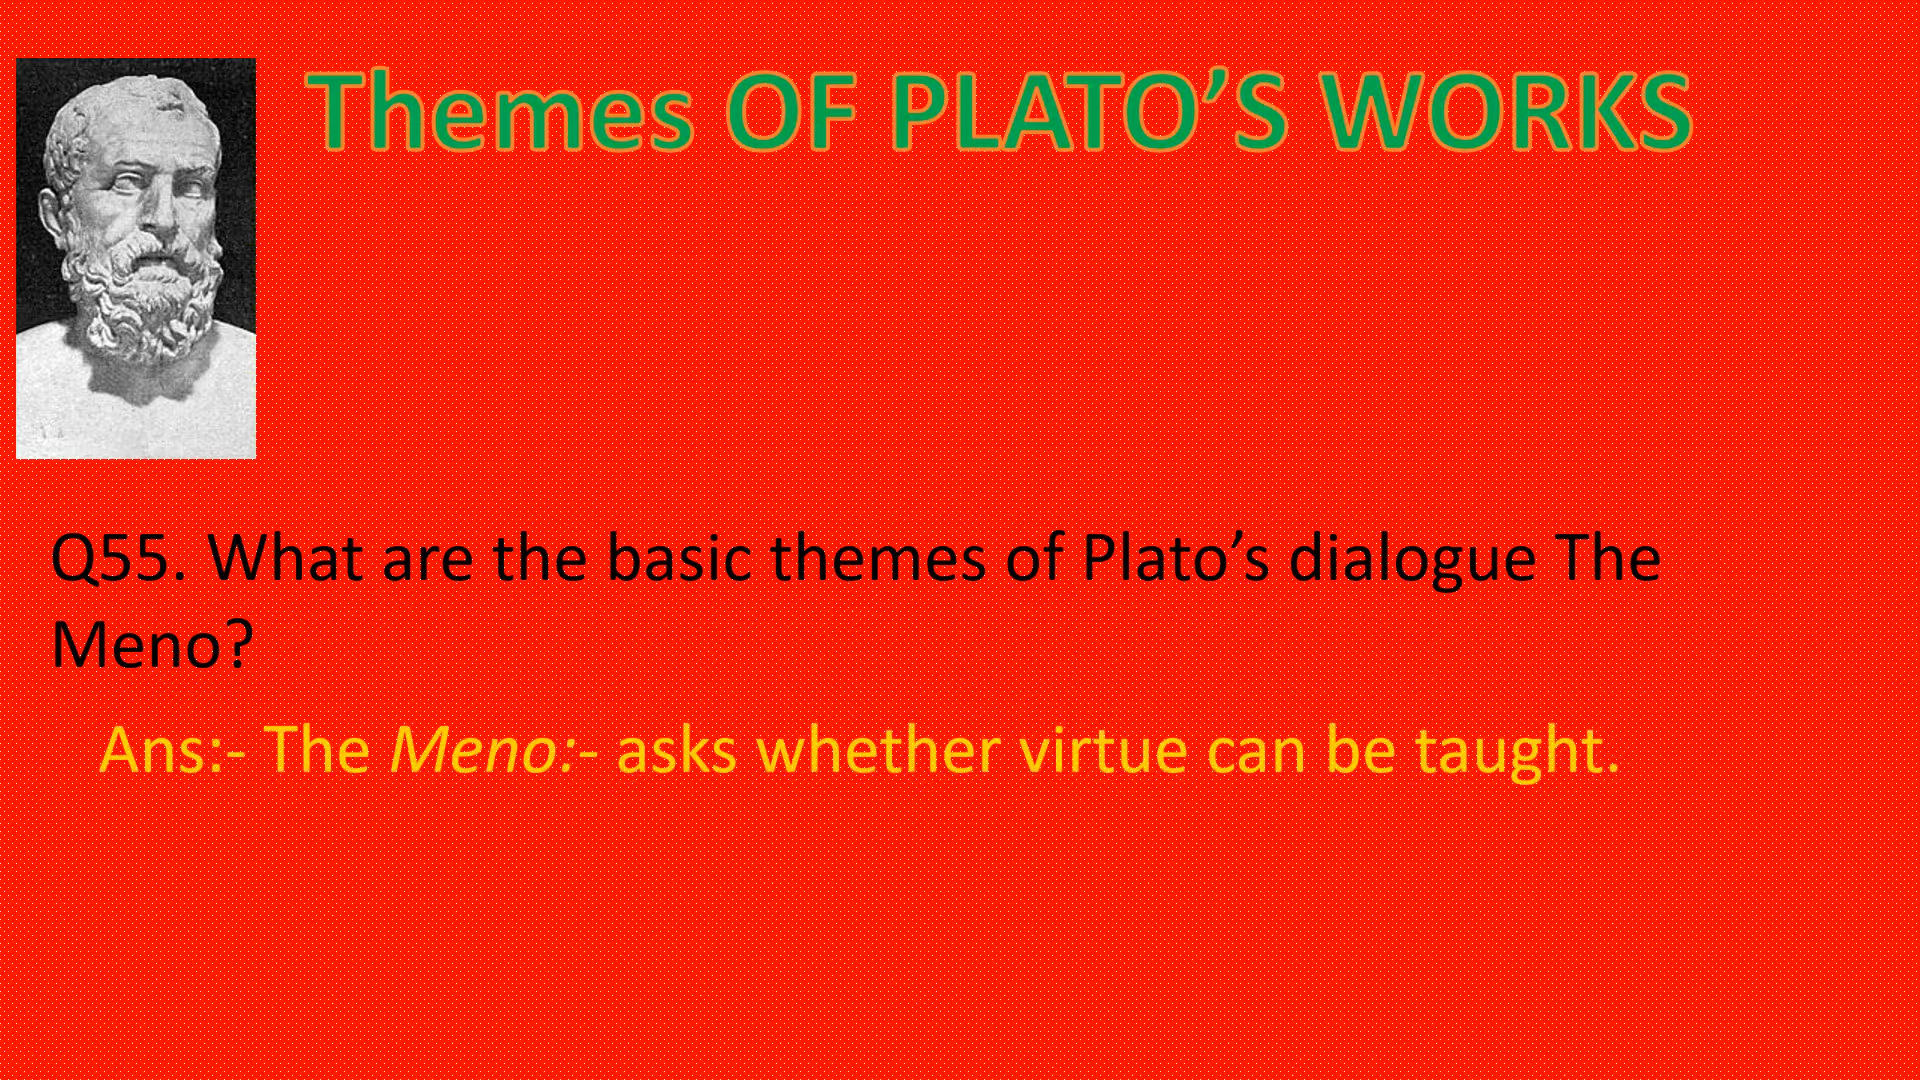 Themes OF PLATO’S WORKS
Q55. What are the basic themes of Plato’s dialogue The
Meno?
Ans:- The Meno:- asks whether virtue can be taught.